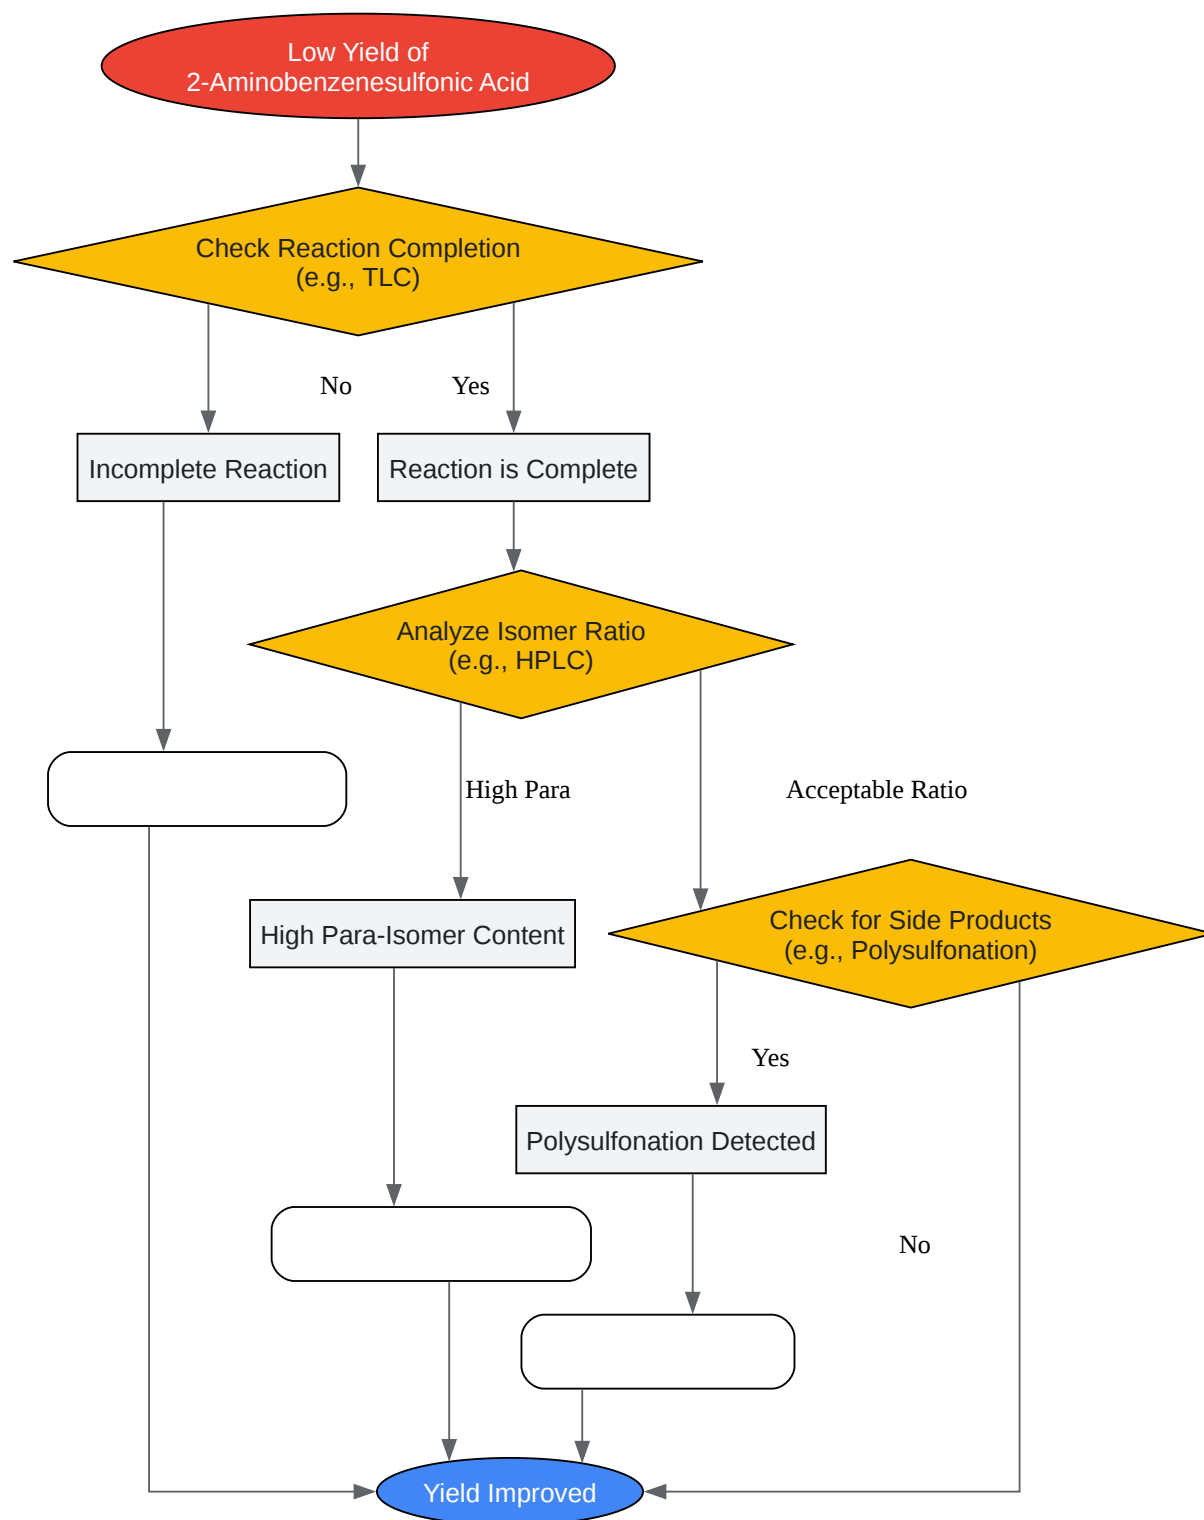 Low Yield of
2-Aminobenzenesulfonic Acid
Check Reaction Completion
(e.g., TLC)
No
Yes
Incomplete Reaction
Reaction is Complete
Analyze Isomer Ratio
(e.g., HPLC)
High Para
Acceptable Ratio
High Para-Isomer Content
Check for Side Products
(e.g., Polysulfonation)
Yes
Polysulfonation Detected
No
Yield Improved